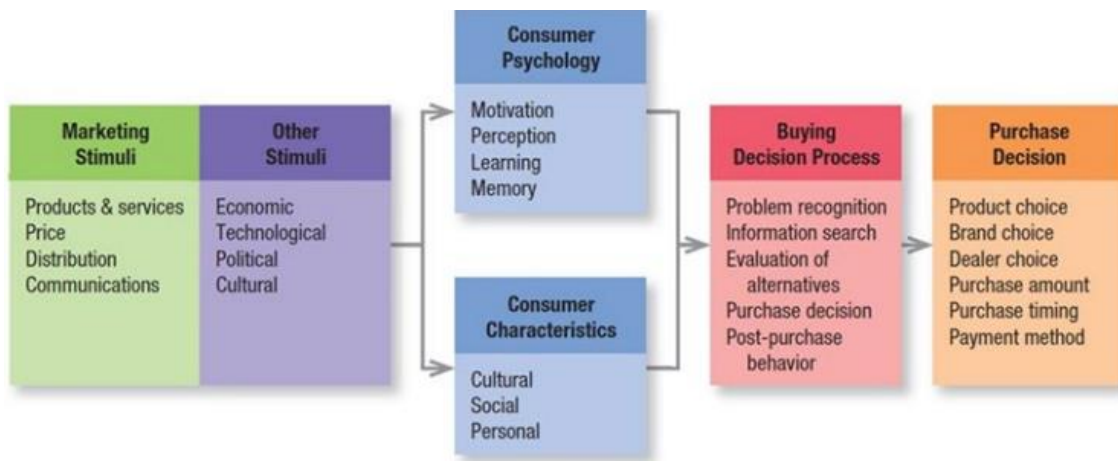 Marketing
Stimuli
Products & services
Price
Distribution
Communications
Other
Stimuli
Economic
Technological
Political
Cultural
Consumer
Psychology
Motivation
Perception
Learning
Memory
Consumer
Characteristics
Cultural
Social
Personal
Buying
Decision Process
Problem recognition
Information search
Evaluation of
alternatives
Purchase decision
Post-purchase
behavior
Purchase
Decision
Product choice
Brand choice
Dealer choice
Purchase amount
Purchase timing
Payment method